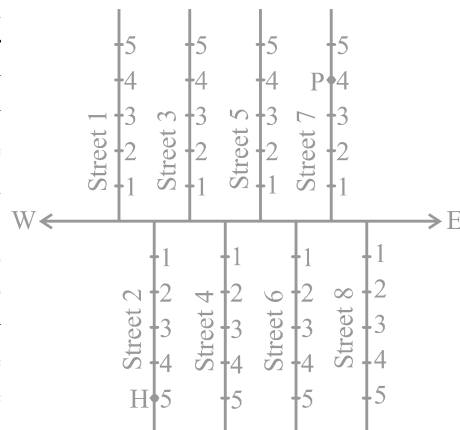 5 5 5 5
4 4 4 P 4
3 3 3 3
2 2 2 2
1 1 1 1
Street 1 Street 3 Street 5 Street 7
W E
1 1 1 1
2 2 2 2
3 3 3 3
4 4 4 4
H 5 5 5 5
Street 2 Street 4 Street 6 Street 8